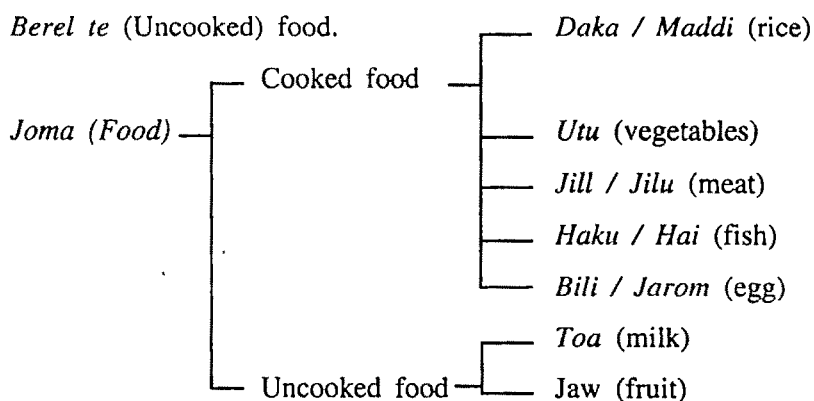 Berel te (Uncooked) food.
Daka / Maddi (rice)
Cooked food
Joma (Food)
Utu (vegetables)
Jill / Jilu (meat)
Haku / Hai (fish)
Bili / Jarom (egg)
Toa (milk)
Uncooked food
Jaw (fruit)